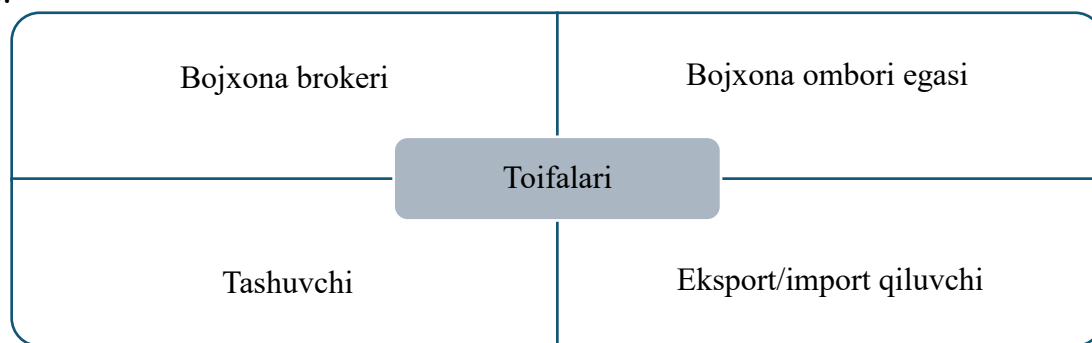 Bojxona brokeri
Bojxona ombori egasi
Toifalari
Tashuvchi
Eksport/import qiluvchi